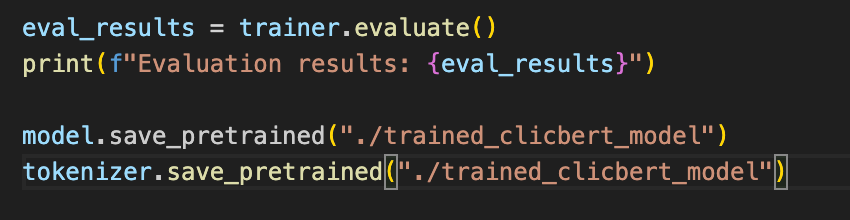 eval_results = trainer.evaluate()
print(f"Evaluation results: {eval_results}")
model.save_pretrained("./trained_clicbert_model")
tokenizer.save_pretrained("./trained_clicbert_model")